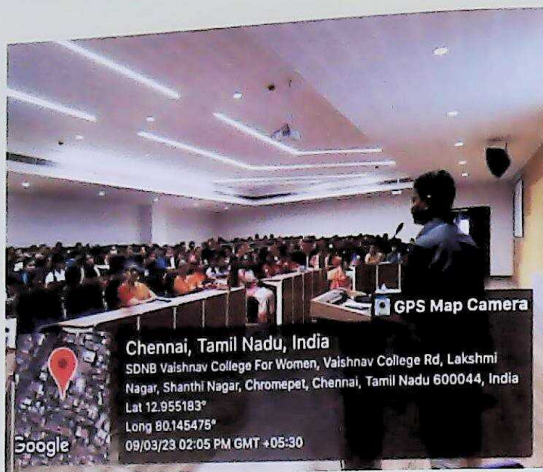 GPS Map Camera
Chennai, Tamil Nadu, India
SDNB Vaishnav College For Women, Vaishnav College Rd, Lakshmi
Nagar, Shanthi Nagar, Chromepet, Chennai, Tamil Nadu 600044, India
Lat 12.955183°
Long 80.145475°
09/03/23 02:05 PM GMT +05:30
Google